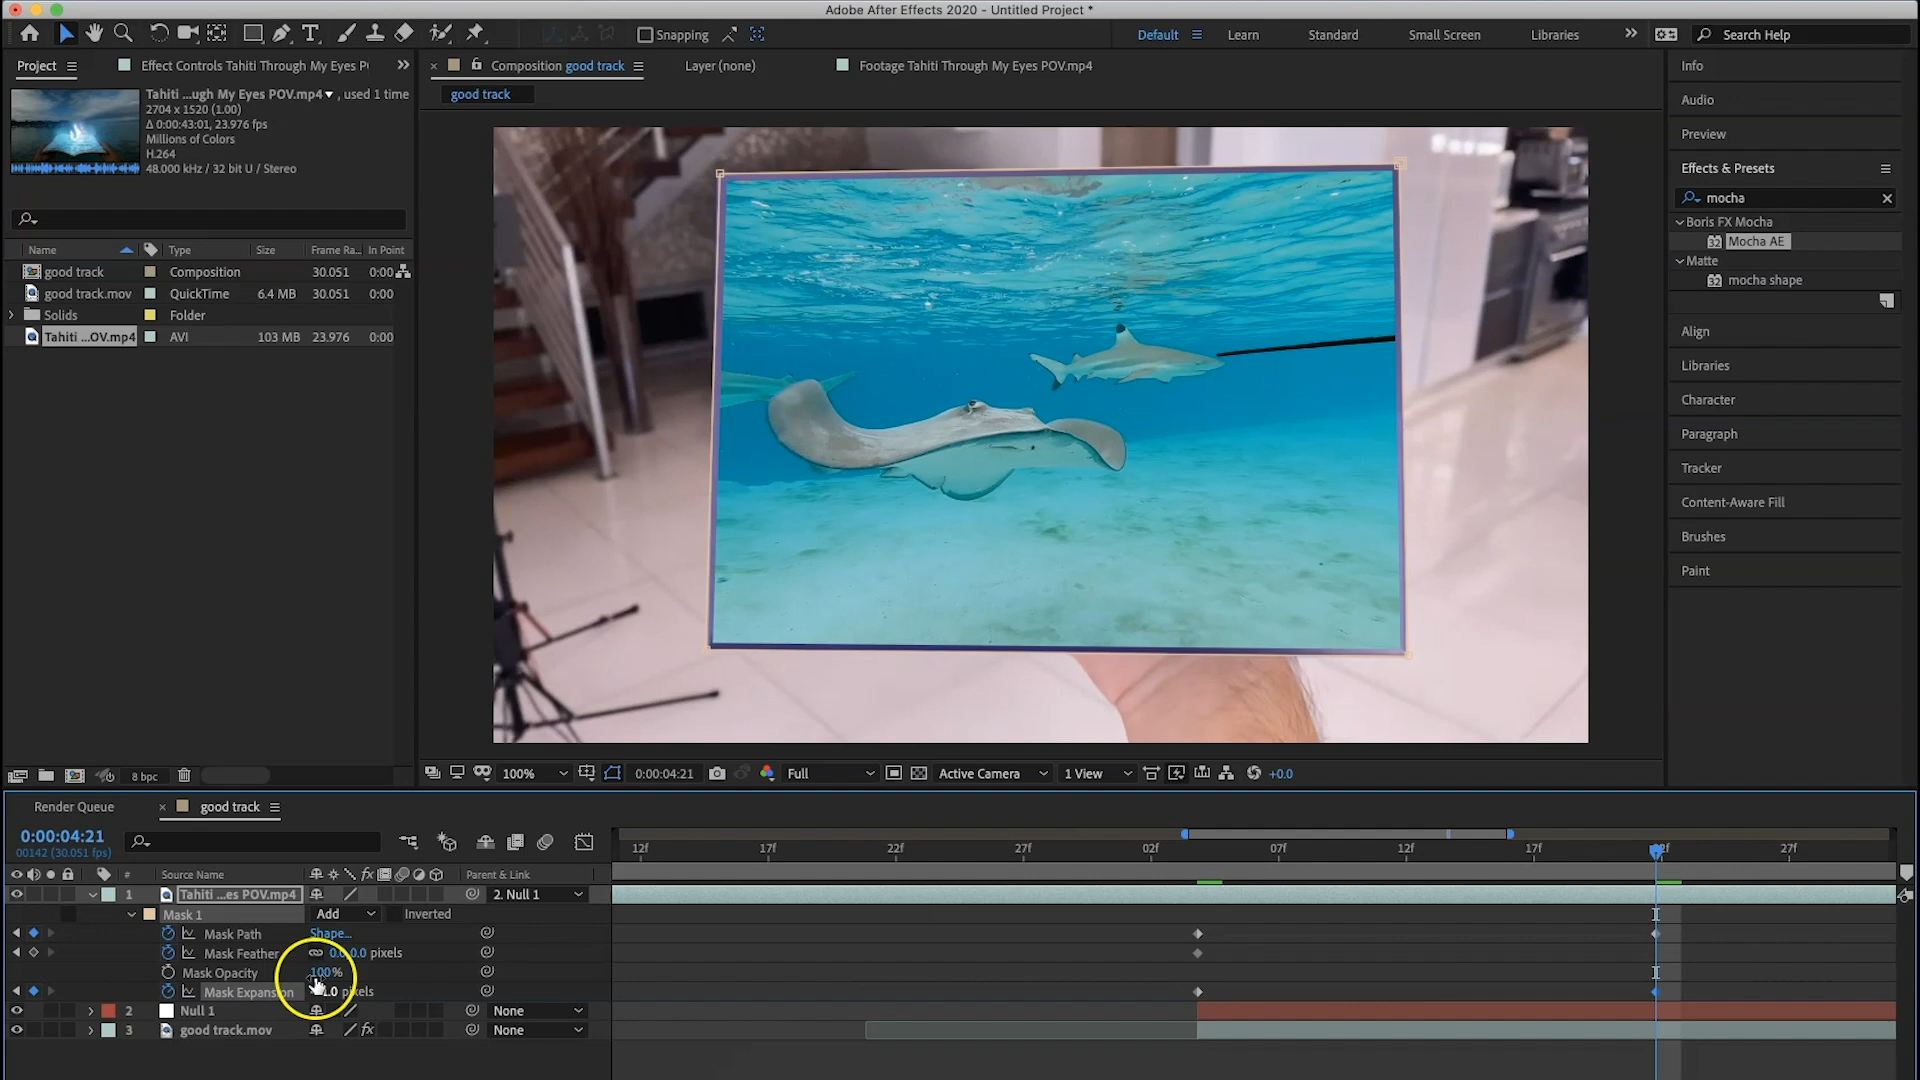 Adobe After Effects 2020 - Untitled Project *
Snapping
Default
Learn
Standard
Small Screen
Libraries
Search Help
Project
Effect Controls Tahiti Through My Eyes P
Composition good track
Layer (none)
Footage Tahiti Through My Eyes POV.mp4
good track
Tahiti ...ugh My Eyes POV.mp4 , used 1 time
2704 x 1520 (1.00)
Δ 0:00:43:01, 23.976 fps
Millions of Colors
H.264
48.000 kHz / 32 bit U / Stereo
Name
Type
Size
Frame Ra...
In Point
good track Composition 30.051 0:00
good track.mov QuickTime 6.4 MB 30.051 0:00
Solids Folder
Tahiti ...OV.mp4 AVI 103 MB 23.976 0:00
8 bpc
Info
Audio
Preview
Effects & Presets
mocha
Boris FX Mocha
32 Mocha AE
Matte
32 mocha shape
Align
Libraries
Character
Paragraph
Tracker
Content-Aware Fill
Brushes
Paint
100%
0:00:04:21
Full
Active Camera
1 View
+0.0
Render Queue
good track
0:00:04:21
00142 (30.051 fps)
12f 17f 22f 27f 02f 07f 12f 17f 27f
# Source Name fx Parent & Link
1 Tahiti ...es POV.mp4 2. Null 1
Mask 1 Add Inverted
Mask Path Shape...
Mask Feather 0.0, 0.0 pixels
Mask Opacity 100%
Mask Expansion pixels
2 Null 1 None
3 good track.mov fx None